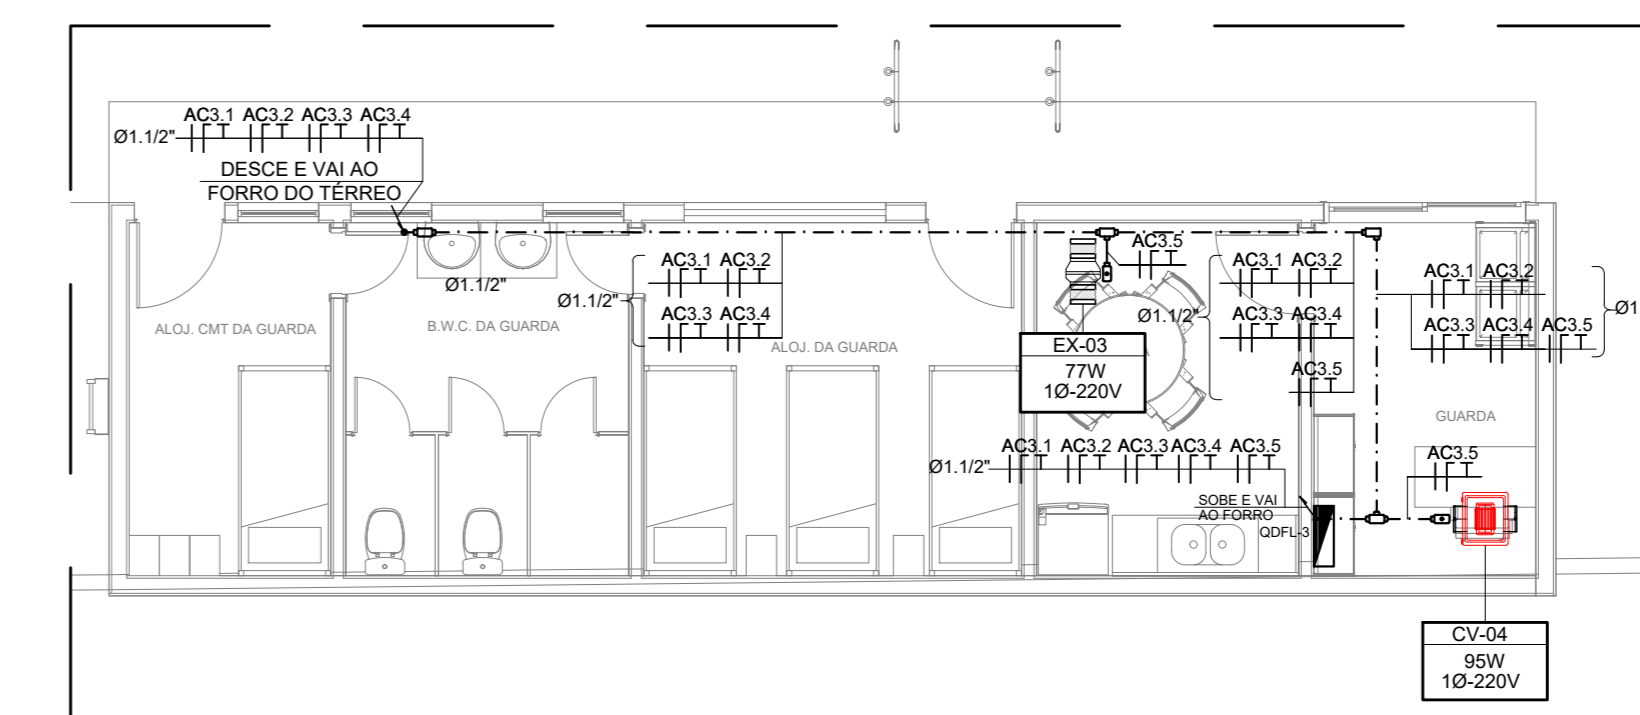 AC3.1 AC3.2 AC3.3 AC3.4
Ø1.1/2"
DESCE E VAI AO
FORRO DO TÉRREO
AC3.5
AC3.1 AC3.2
AC3.3 AC3.4
Ø1.1/2"
Ø1.1/2"
AC3.1 AC3.2
AC3.3 AC3.4
AC3.5
Ø1.1/2"
AC3.1 AC3.2
AC3.3 AC3.4 AC3.5
Ø1.
ALOJ. CMT DA GUARDA
B.W.C. DA GUARDA
ALOJ. DA GUARDA
EX-03
77W
1Ø-220V
GUARDA
AC3.1 AC3.2 AC3.3 AC3.4 AC3.5
Ø1.1/2"
AC3.5
SOBE E VAI
AO FORRO
QDFL-3
CV-04
95W
1Ø-220V